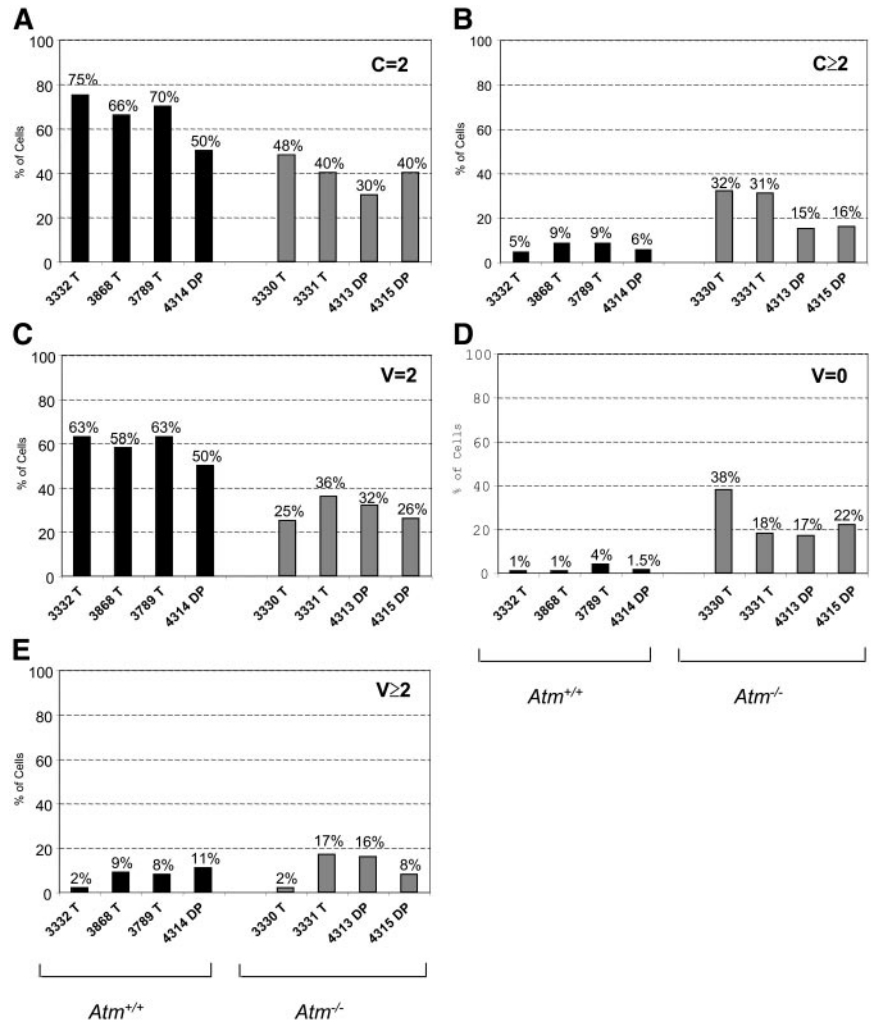 A
100
80
60
40
20
0
% of Cells
C=2
75%
66%
70%
50%
48%
40%
30%
40%
3332 T
3868 T
3789 T
4314 DP
3330 T
3331 T
4313 DP
4315 DP
B
100
80
60
40
20
0
% of Cells
C≥2
5%
9%
9%
6%
32%
31%
15%
16%
3332 T
3868 T
3789 T
4314 DP
3330 T
3331 T
4313 DP
4315 DP
C
100
80
60
40
20
0
% of Cells
V=2
63%
58%
63%
50%
25%
36%
32%
26%
3332 T
3868 T
3789 T
4314 DP
3330 T
3331 T
4313 DP
4315 DP
D
100
80
60
40
20
0
% of Cells
V=0
1%
1%
4%
1.5%
38%
18%
17%
22%
3332 T
3868 T
3789 T
4314 DP
3330 T
3331 T
4313 DP
4315 DP
Atm+/+
Atm-/-
E
100
80
60
40
20
0
% of Cells
V≥2
2%
9%
8%
11%
2%
17%
16%
8%
3332 T
3868 T
3789 T
4314 DP
3330 T
3331 T
4313 DP
4315 DP
Atm+/+
Atm-/-